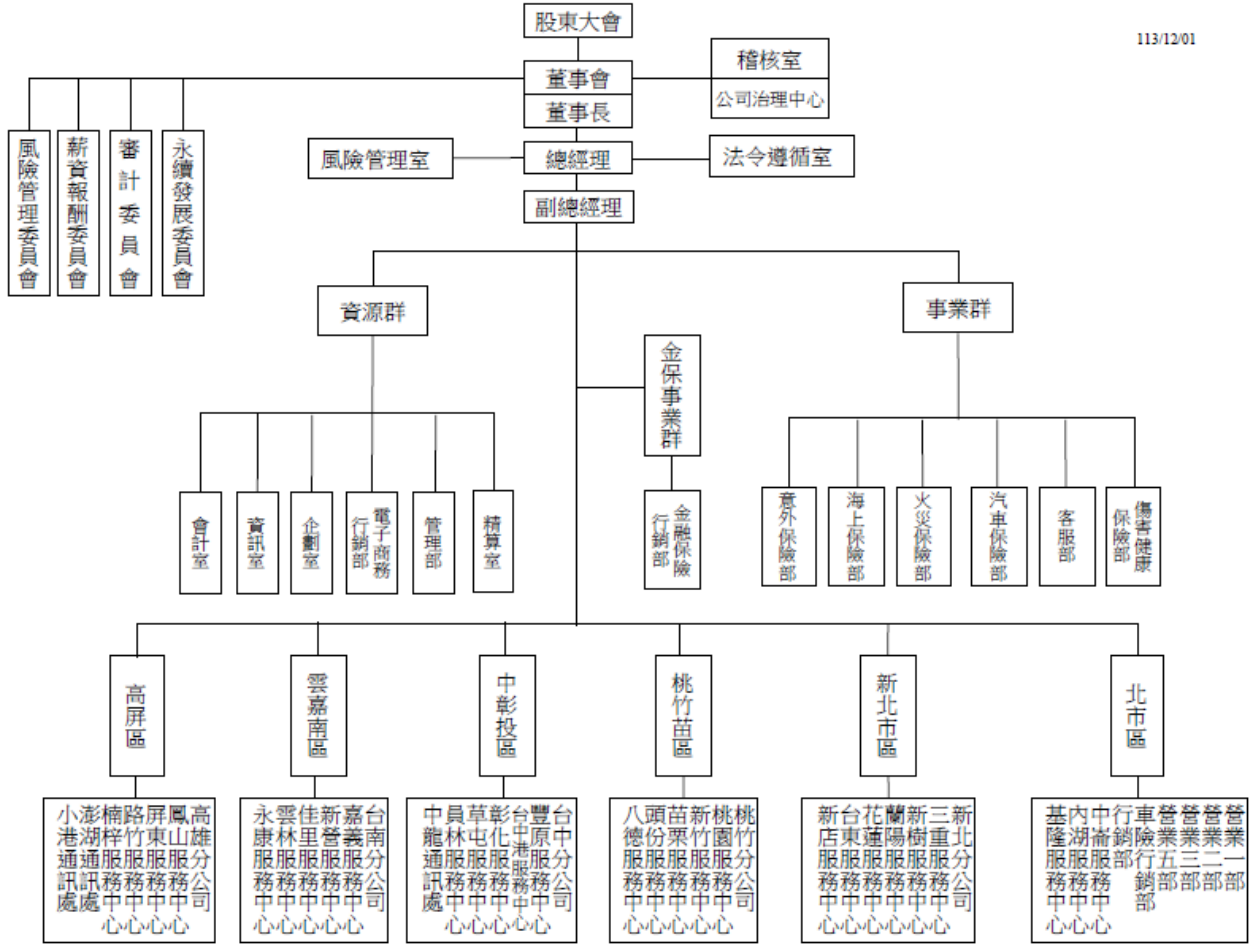 股東大會
113/12/01
董事會
稽核室
公司治理中心
董事長
風險管理委員會
薪資報酬委員會
審計委員會
永續發展委員會
風險管理室
總經理
法令遵循室
副總經理
資源群
事業群
金保事業群
會計室
資訊室
企劃室
電子商務
行銷部
管理部
精算室
金融保險
行銷部
意外保險部
海上保險部
火災保險部
汽車保險部
客服部
傷害健康
保險部
高屏區
雲嘉南區
中彰投區
桃竹苗區
新北市區
北市區
高雄分公司
鳳山服務中心
屏東服務中心
路竹服務中心
楠梓服務中心
澎湖通訊處
小港通訊處
台南分公司
嘉義服務中心
新營服務中心
佳里服務中心
雲林服務中心
永康服務中心
台中分公司
豐原服務中心
台中港服務中心
彰化服務中心
草屯服務中心
員林服務中心
中龍通訊處
桃竹分公司
桃園服務中心
新竹服務中心
苗栗服務中心
頭份服務中心
八德服務中心
新北分公司
三重服務中心
新樹服務中心
蘭陽服務中心
花蓮服務中心
台東服務中心
新店服務中心
營業一部
營業二部
營業三部
營業五部
車險行銷部
行銷部
中崙服務中心
內湖服務中心
基隆服務中心